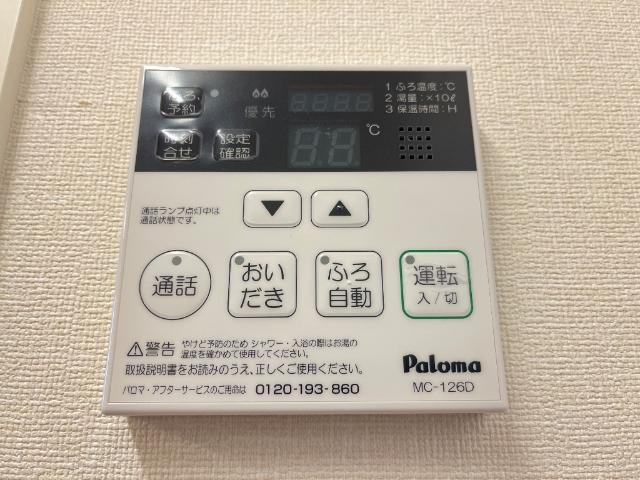 ふろ
予約
優先
1 ふろ温度:℃
2 湯量:×10ℓ
3 保温時間:H
時刻
合せ
設定
確認
℃
通話ランプ点灯中は
通話状態です。
▼
▲
通話
おい
だき
ふろ
自動
運転
入/切
⚠警告 やけど予防のため シャワー・入浴の際はお湯の
温度を確かめて使用してください。
取扱説明書をお読みのうえ、正しくご使用ください。
パロマ・アフターサービスのご用命は 0120-193-860
Paloma
MC-126D